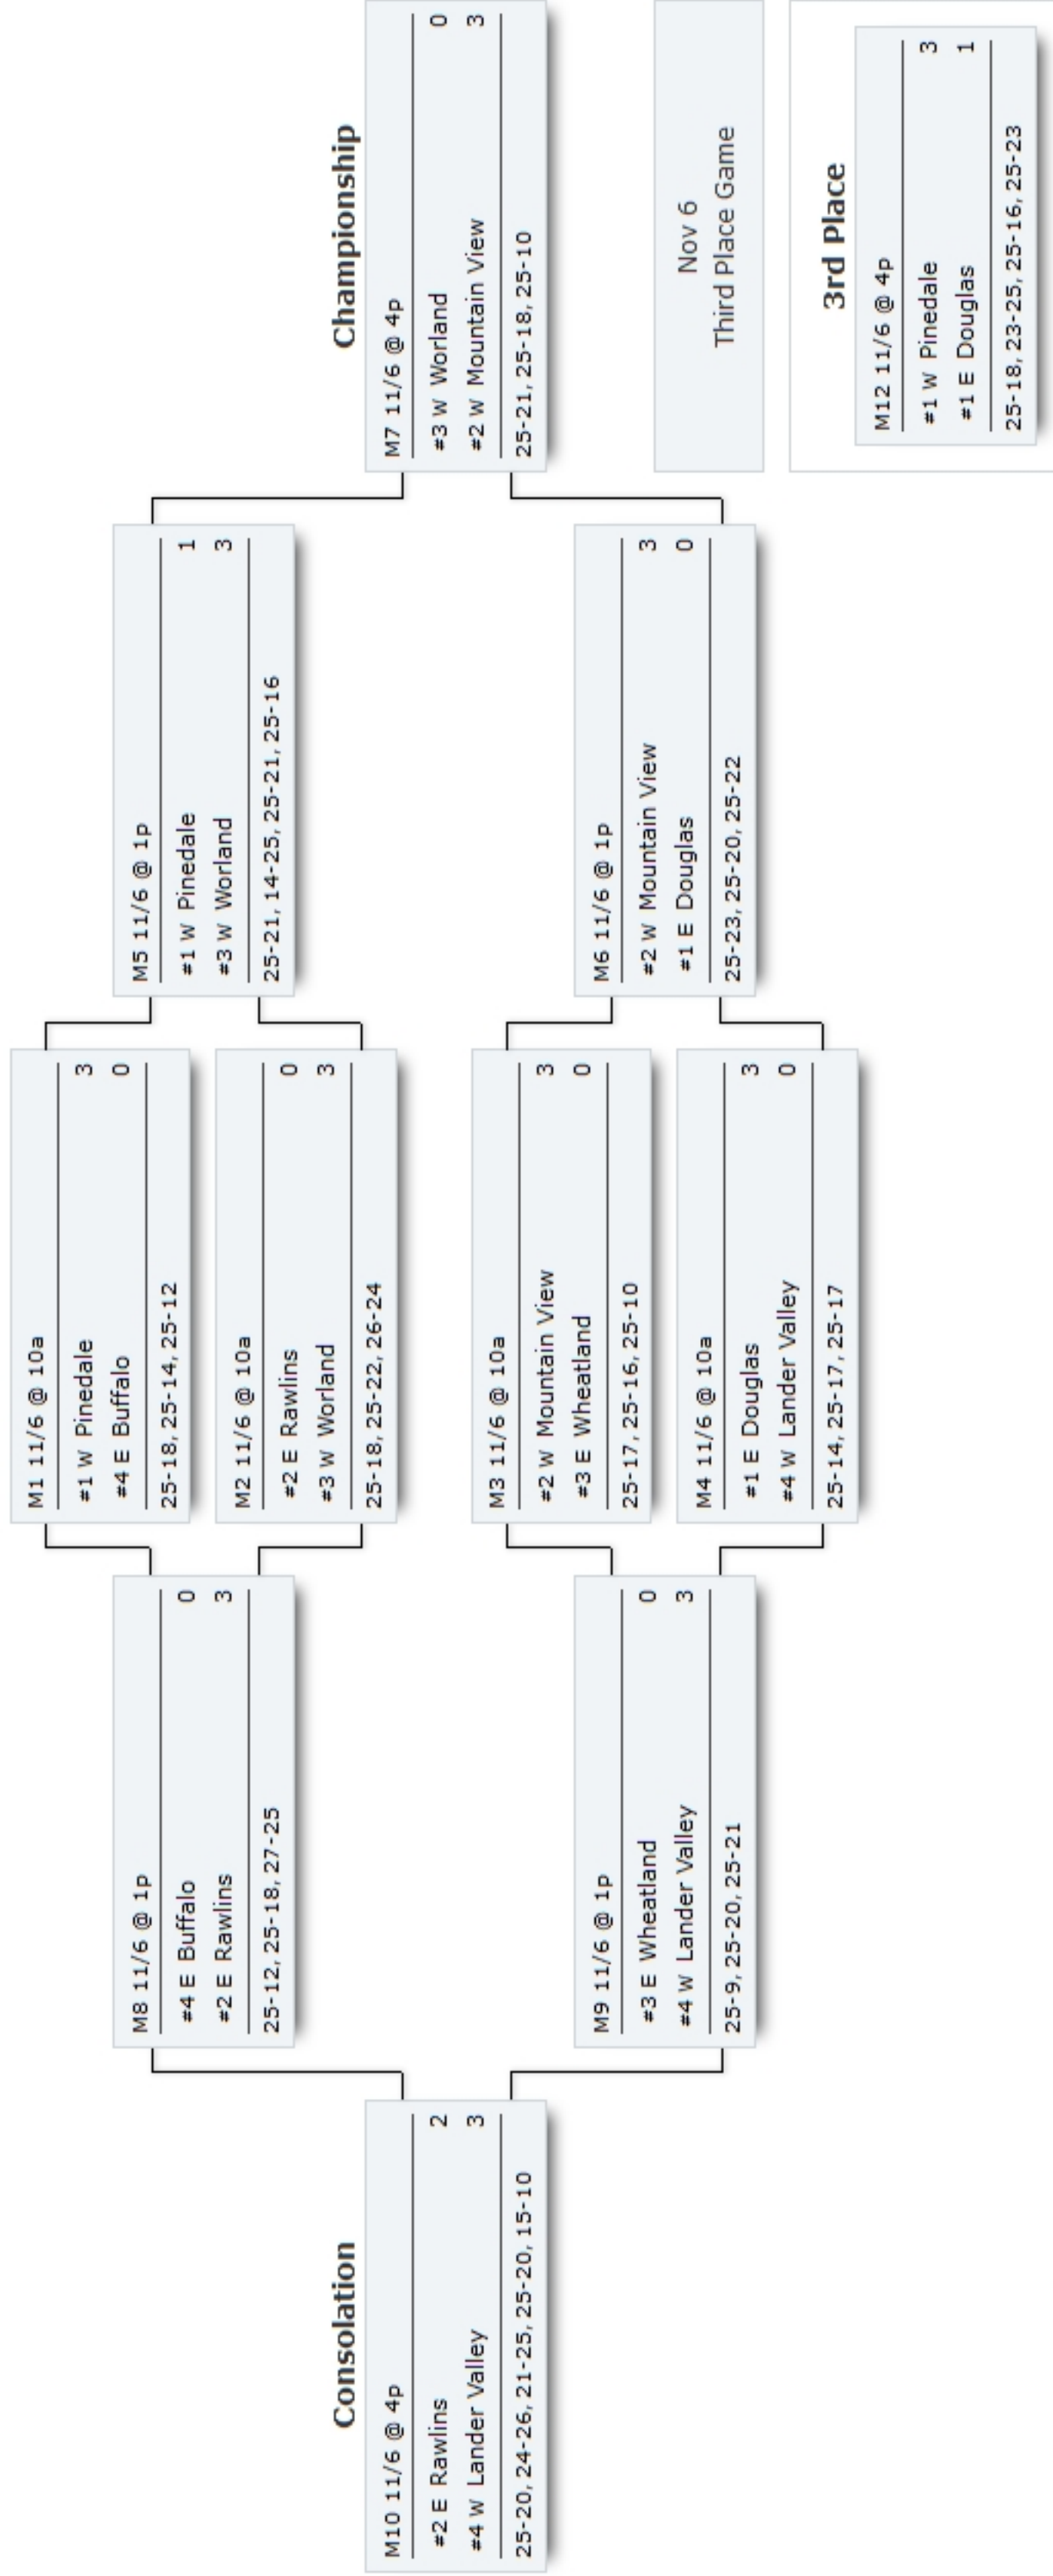 Consolation
M10 11/6 @ 4p
#2 E Rawlins 2
#4 W Lander Valley 3
25-20, 24-26, 21-25, 25-20, 15-10
M8 11/6 @ 1p
#4 E Buffalo 0
#2 E Rawlins 3
25-12, 25-18, 27-25
M9 11/6 @ 1p
#3 E Wheatland 0
#4 W Lander Valley 3
25-9, 25-20, 25-21
M1 11/6 @ 10a
#1 W Pinedale 3
#4 E Buffalo 0
25-18, 25-14, 25-12
M2 11/6 @ 10a
#2 E Rawlins 0
#3 W Worland 3
25-18, 25-22, 26-24
M3 11/6 @ 10a
#2 W Mountain View 3
#3 E Wheatland 0
25-17, 25-16, 25-10
M4 11/6 @ 10a
#1 E Douglas 3
#4 W Lander Valley 0
25-14, 25-17, 25-17
M5 11/6 @ 1p
#1 W Pinedale 1
#3 W Worland 3
25-21, 14-25, 25-21, 25-16
M6 11/6 @ 1p
#2 W Mountain View 3
#1 E Douglas 0
25-23, 25-20, 25-22
Championship
M7 11/6 @ 4p
#3 W Worland 0
#2 W Mountain View 3
25-21, 25-18, 25-10
Nov 6
Third Place Game
3rd Place
M12 11/6 @ 4p
#1 W Pinedale 3
#1 E Douglas 1
25-18, 23-25, 25-16, 25-23